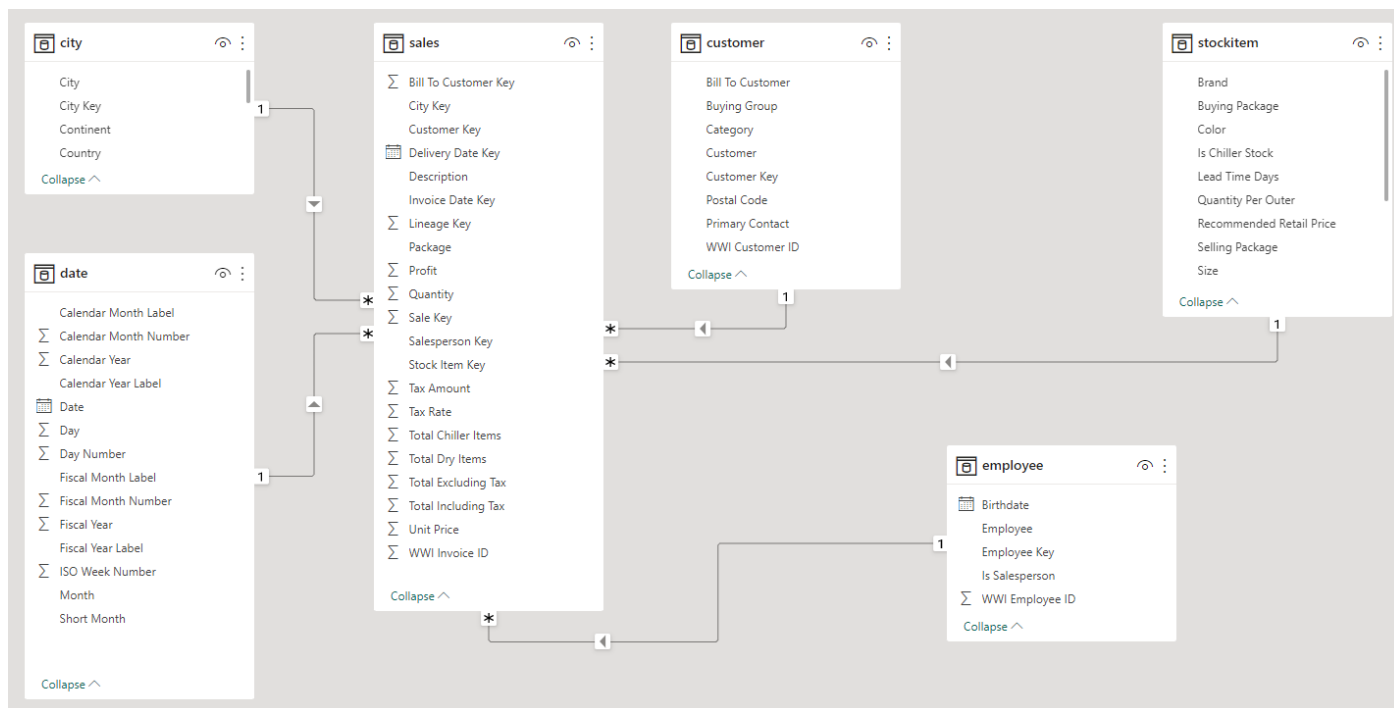 city
City
City Key
Continent
Country
Collapse
1
date
Calendar Month Label
Σ Calendar Month Number
Σ Calendar Year
Calendar Year Label
Date
Σ Day
Σ Day Number
Fiscal Month Label
Σ Fiscal Month Number
Σ Fiscal Year
Fiscal Year Label
Σ ISO Week Number
Month
Short Month
Collapse
1
sales
Σ Bill To Customer Key
City Key
Customer Key
Delivery Date Key
Description
Invoice Date Key
Σ Lineage Key
Package
Σ Profit
Σ Quantity
Σ Sale Key
Salesperson Key
Stock Item Key
Σ Tax Amount
Σ Tax Rate
Σ Total Chiller Items
Σ Total Dry Items
Σ Total Excluding Tax
Σ Total Including Tax
Σ Unit Price
Σ WWI Invoice ID
Collapse
*
*
*
*
*
customer
Bill To Customer
Buying Group
Category
Customer
Customer Key
Postal Code
Primary Contact
WWI Customer ID
Collapse
1
stockitem
Brand
Buying Package
Color
Is Chiller Stock
Lead Time Days
Quantity Per Outer
Recommended Retail Price
Selling Package
Size
Collapse
1
employee
Birthdate
Employee
Employee Key
Is Salesperson
Σ WWI Employee ID
Collapse
1